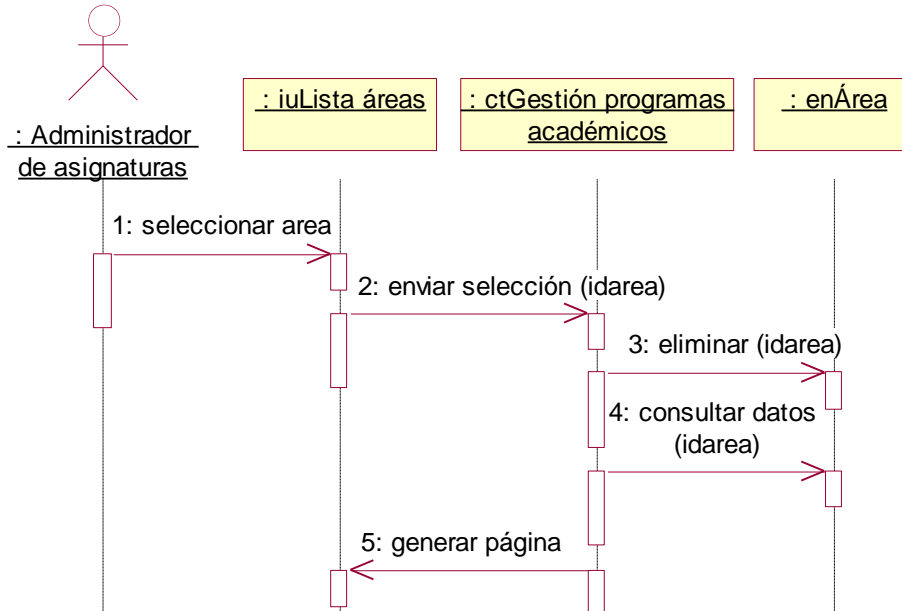 : Administrador
de asignaturas
: iuLista áreas
: ctGestión programas
académicos
: enÁrea
1: seleccionar area
2: enviar selección (idarea)
3: eliminar (idarea)
4: consultar datos
(idarea)
5: generar página